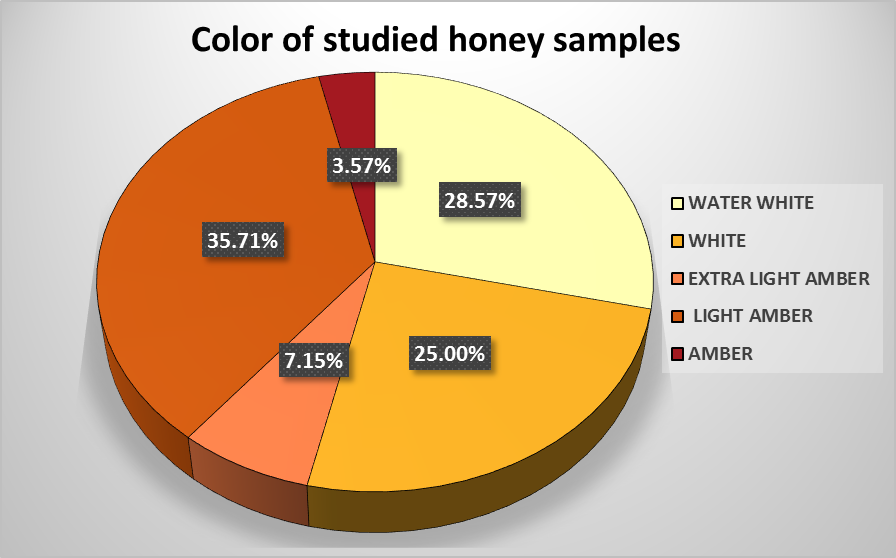 Color of studied honey samples
3.57%
28.57%
35.71%
7.15%
25.00%
WATER WHITE
WHITE
EXTRA LIGHT AMBER
LIGHT AMBER
AMBER